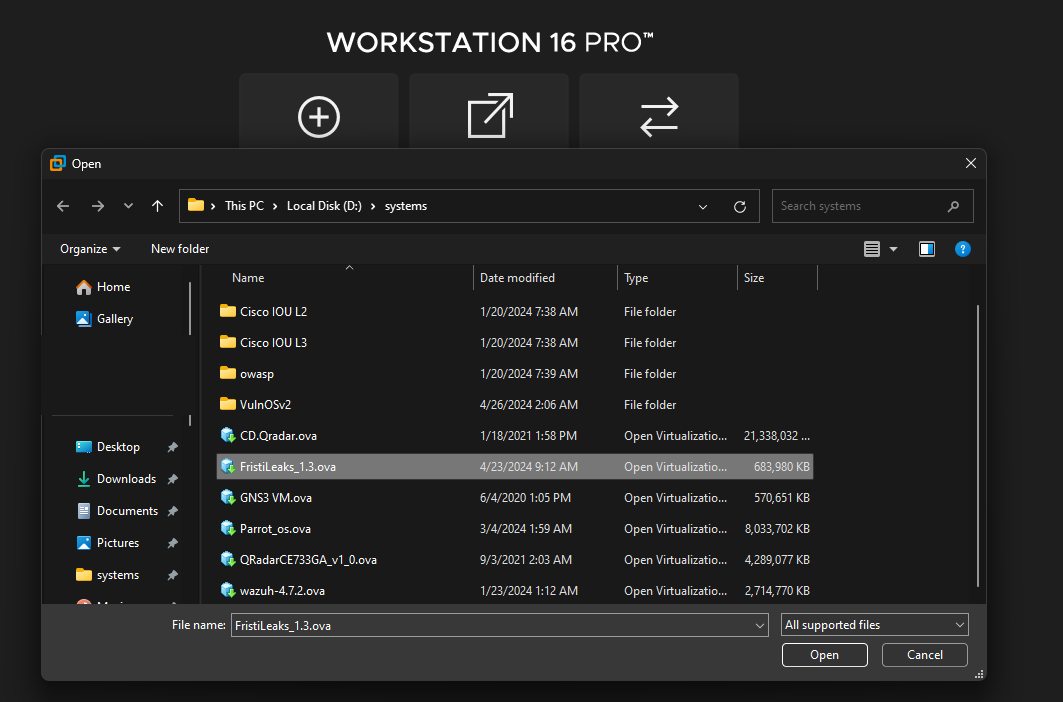 WORKSTATION 16 PRO™
Open
This PC > Local Disk (D:) > systems
Search systems
Organize
New folder
Home
Gallery
Desktop
Downloads
Documents
Pictures
systems
Name Date modified Type Size
Cisco IOU L2 1/20/2024 7:38 AM File folder
Cisco IOU L3 1/20/2024 7:38 AM File folder
owasp 1/20/2024 7:39 AM File folder
VulnOSv2 4/26/2024 2:06 AM File folder
CD.Qradar.ova 1/18/2021 1:58 PM Open Virtualizatio... 21,338,032 ...
FristiLeaks_1.3.ova 4/23/2024 9:12 AM Open Virtualizatio... 683,980 KB
GNS3 VM.ova 6/4/2020 1:05 PM Open Virtualizatio... 570,651 KB
Parrot_os.ova 3/4/2024 1:59 AM Open Virtualizatio... 8,033,702 KB
QRadarCE733GA_v1_0.ova 9/3/2021 2:03 AM Open Virtualizatio... 4,289,077 KB
wazuh-4.7.2.ova 1/23/2024 1:12 AM Open Virtualizatio... 2,714,770 KB
File name: FristiLeaks_1.3.ova
All supported files
Open
Cancel